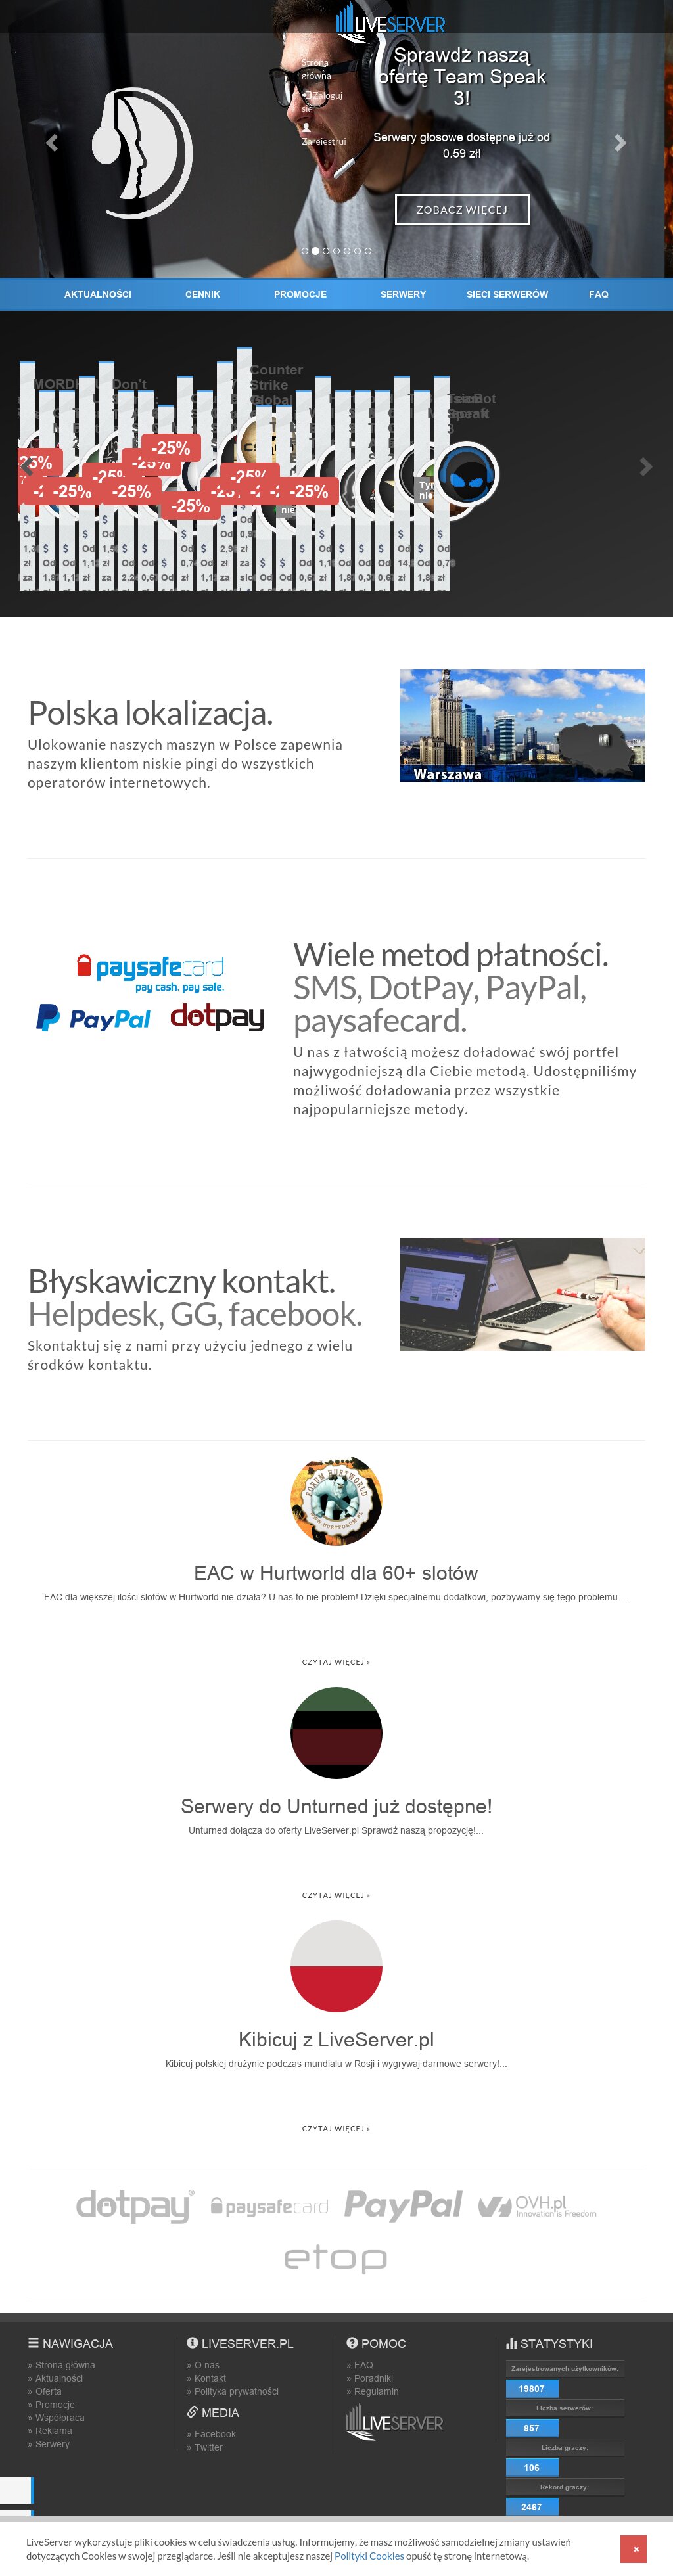 LIVESERVER
Strona
główna
Zaloguj
się
Zarejestruj
Sprawdź naszą
ofertę Team Speak
3!
Serwery głosowe dostępne już od
0.59 zł!
ZOBACZ WIĘCEJ
AKTUALNOŚCI CENNIK PROMOCJE SERWERY SIECI SERWERÓW FAQ
Counter
Strike
Don't
-25%
-25%
-25%
-25%
-25%
-25%
Polska lokalizacja.
Ulokowanie naszych maszyn w Polsce zapewnia
naszym klientom niskie pingi do wszystkich
operatorów internetowych.
Warszawa
paysafecard
pay cash. pay safe.
PayPal dotpay
Wiele metod płatności.
SMS, DotPay, PayPal,
paysafecard.
U nas z łatwością możesz doładować swój portfel
najwygodniejszą dla Ciebie metodą. Udostępniliśmy
możliwość doładowania przez wszystkie
najpopularniejsze metody.
Błyskawiczny kontakt.
Helpdesk, GG, facebook.
Skontaktuj się z nami przy użyciu jednego z wielu
środków kontaktu.
FORUM HURTWORLD
EAC w Hurtworld dla 60+ slotów
EAC dla większej ilości slotów w Hurtworld nie działa? U nas to nie problem! Dzięki specjalnemu dodatkowi, pozbywamy się tego problemu....
CZYTAJ WIĘCEJ »
Serwery do Unturned już dostępne!
Unturned dołącza do oferty LiveServer.pl Sprawdź naszą propozycję!...
CZYTAJ WIĘCEJ »
Kibicuj z LiveServer.pl
Kibicuj polskiej drużynie podczas mundialu w Rosji i wygrywaj darmowe serwery!...
CZYTAJ WIĘCEJ »
dotpay® paysafecard PayPal OVH.pl
Innovation is Freedom
etop
NAWIGACJA
» Strona główna
» Aktualności
» Oferta
» Promocje
» Współpraca
» Reklama
» Serwery
LIVESERVER.PL
» O nas
» Kontakt
» Polityka prywatności
MEDIA
» Facebook
» Twitter
POMOC
» FAQ
» Poradniki
» Regulamin
LIVESERVER
STATYSTYKI
Zarejestrowanych użytkowników:
19807
Liczba serwerów:
857
Liczba graczy:
106
Rekord graczy:
2467
LiveServer wykorzystuje pliki cookies w celu świadczenia usług. Informujemy, że masz możliwość samodzielnej zmiany ustawień
dotyczących Cookies w swojej przeglądarce. Jeśli nie akceptujesz naszej Polityki Cookies opuść tę stronę internetową.
×